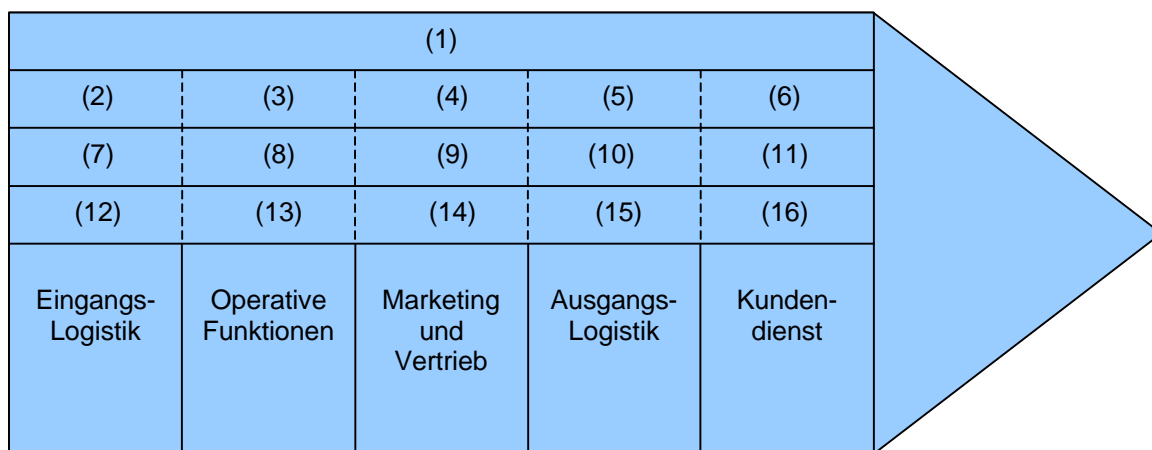 (1)
(2) (3) (4) (5) (6)
(7) (8) (9) (10) (11)
(12) (13) (14) (15) (16)
Eingangs-
Logistik
Operative
Funktionen
Marketing
und
Vertrieb
Ausgangs-
Logistik
Kunden-
dienst